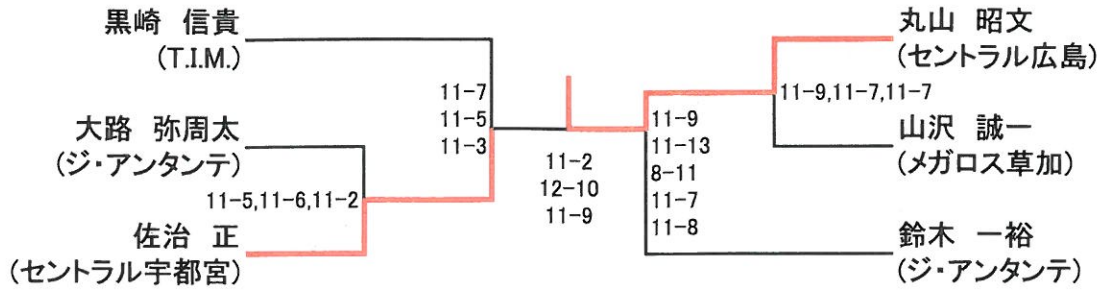 黒崎 信貴
(T.I.M.)
大路 弥周太
(ジ・アンタンテ)
佐治 正
(セントラル宇都宮)
11-5,11-6,11-2
11-7
11-5
11-3
11-2
12-10
11-9
11-9
11-13
8-11
11-7
11-8
11-9,11-7,11-7
丸山 昭文
(セントラル広島)
山沢 誠一
(メガロス草加)
鈴木 一裕
(ジ・アンタンテ)